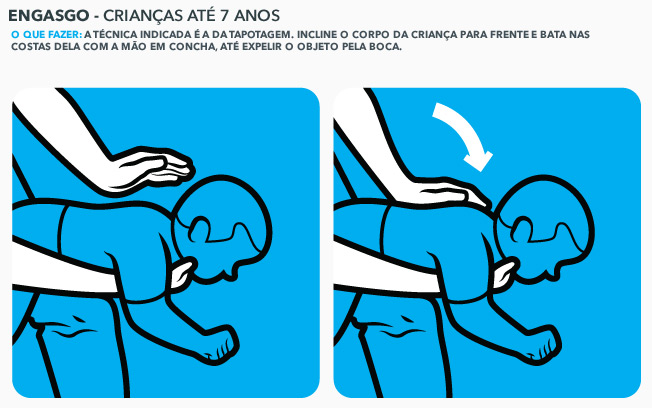 ENGASGO - CRIANÇAS ATÉ 7 ANOS
O QUE FAZER: A TÉCNICA INDICADA É A DA TAPOTAGEM. INCLINE O CORPO DA CRIANÇA PARA FRENTE E BATA NAS
COSTAS DELA COM A MÃO EM CONCHA, ATÉ EXPELIR O OBJETO PELA BOCA.